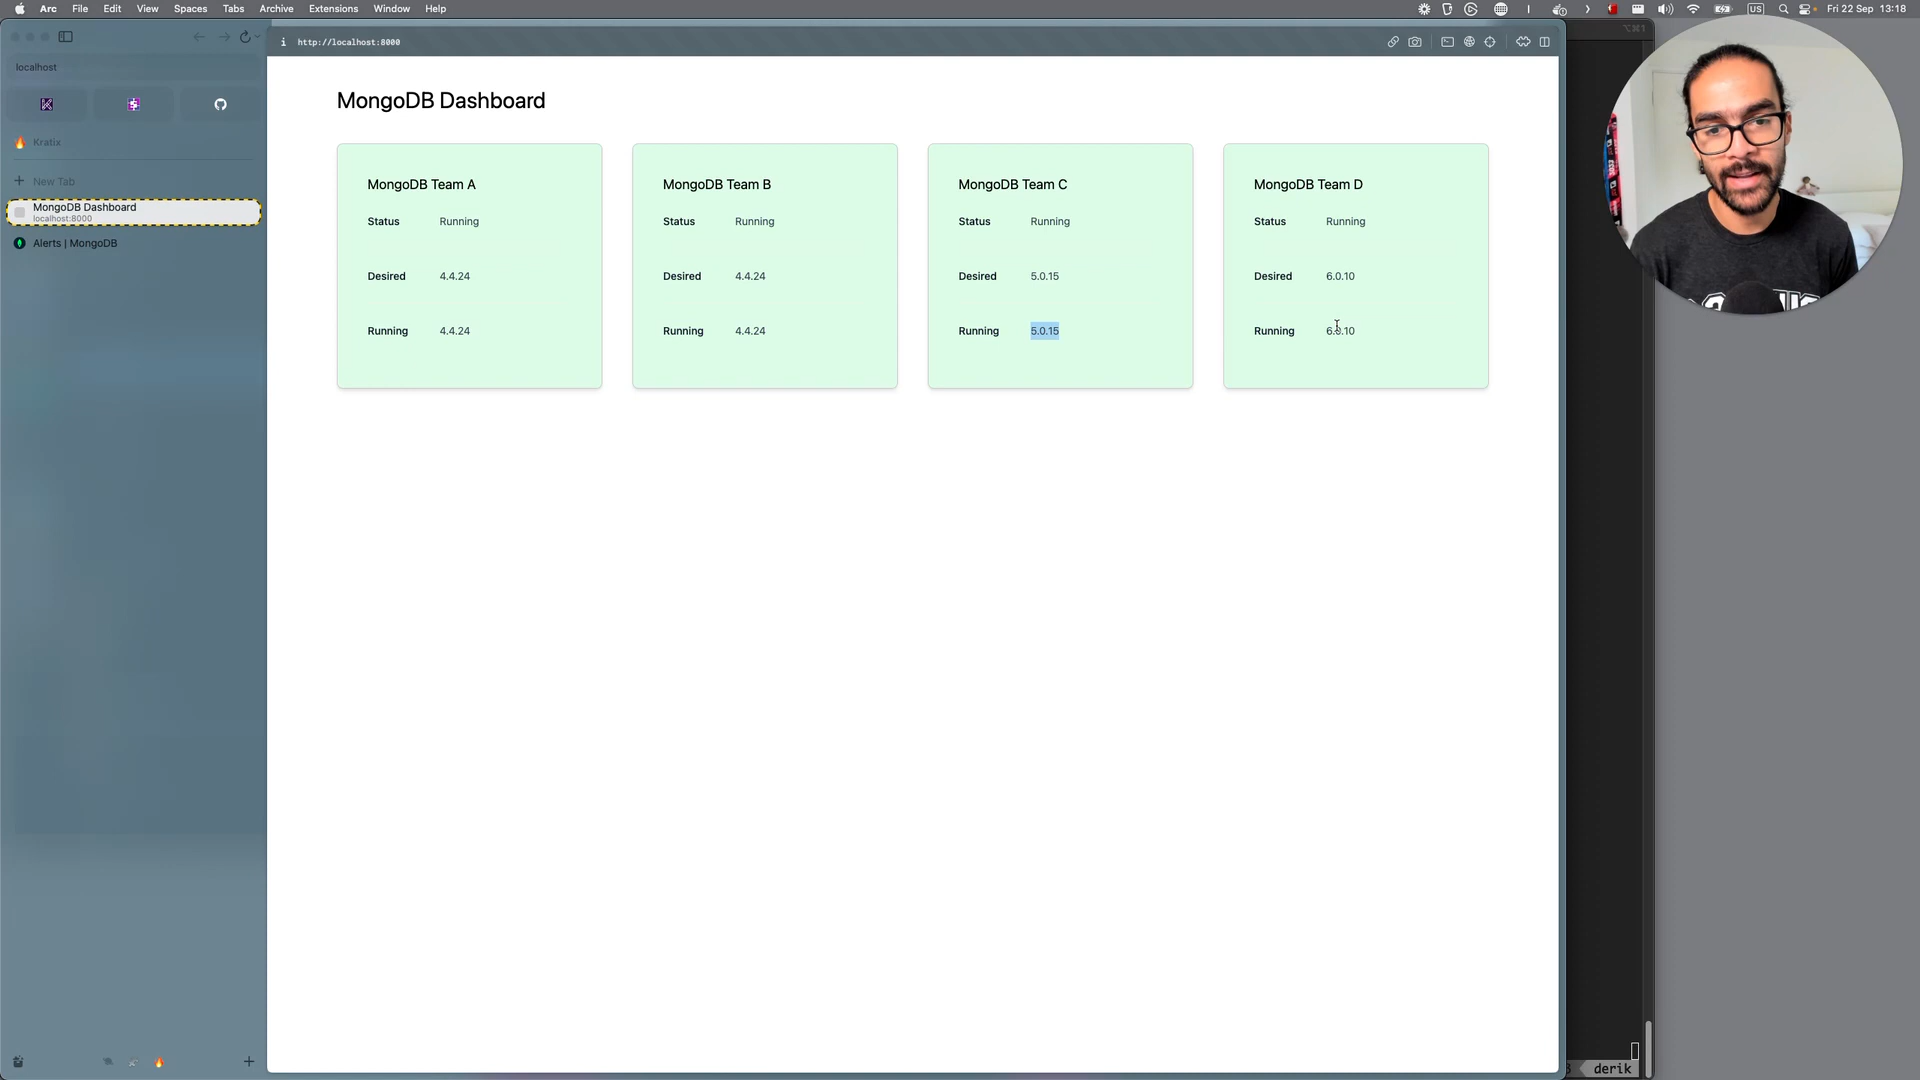 Arc File Edit View Spaces Tabs Archive Extensions Window Help
US Fri 22 Sep 13:18
http://localhost:8000
localhost
Kratix
New Tab
MongoDB Dashboard
localhost:8000
Alerts | MongoDB
MongoDB Dashboard
MongoDB Team A
Status Running
Desired 4.4.24
Running 4.4.24
MongoDB Team B
Status Running
Desired 4.4.24
Running 4.4.24
MongoDB Team C
Status Running
Desired 5.0.15
Running 5.0.15
MongoDB Team D
Status Running
Desired 6.0.10
Running 6.0.10
derik